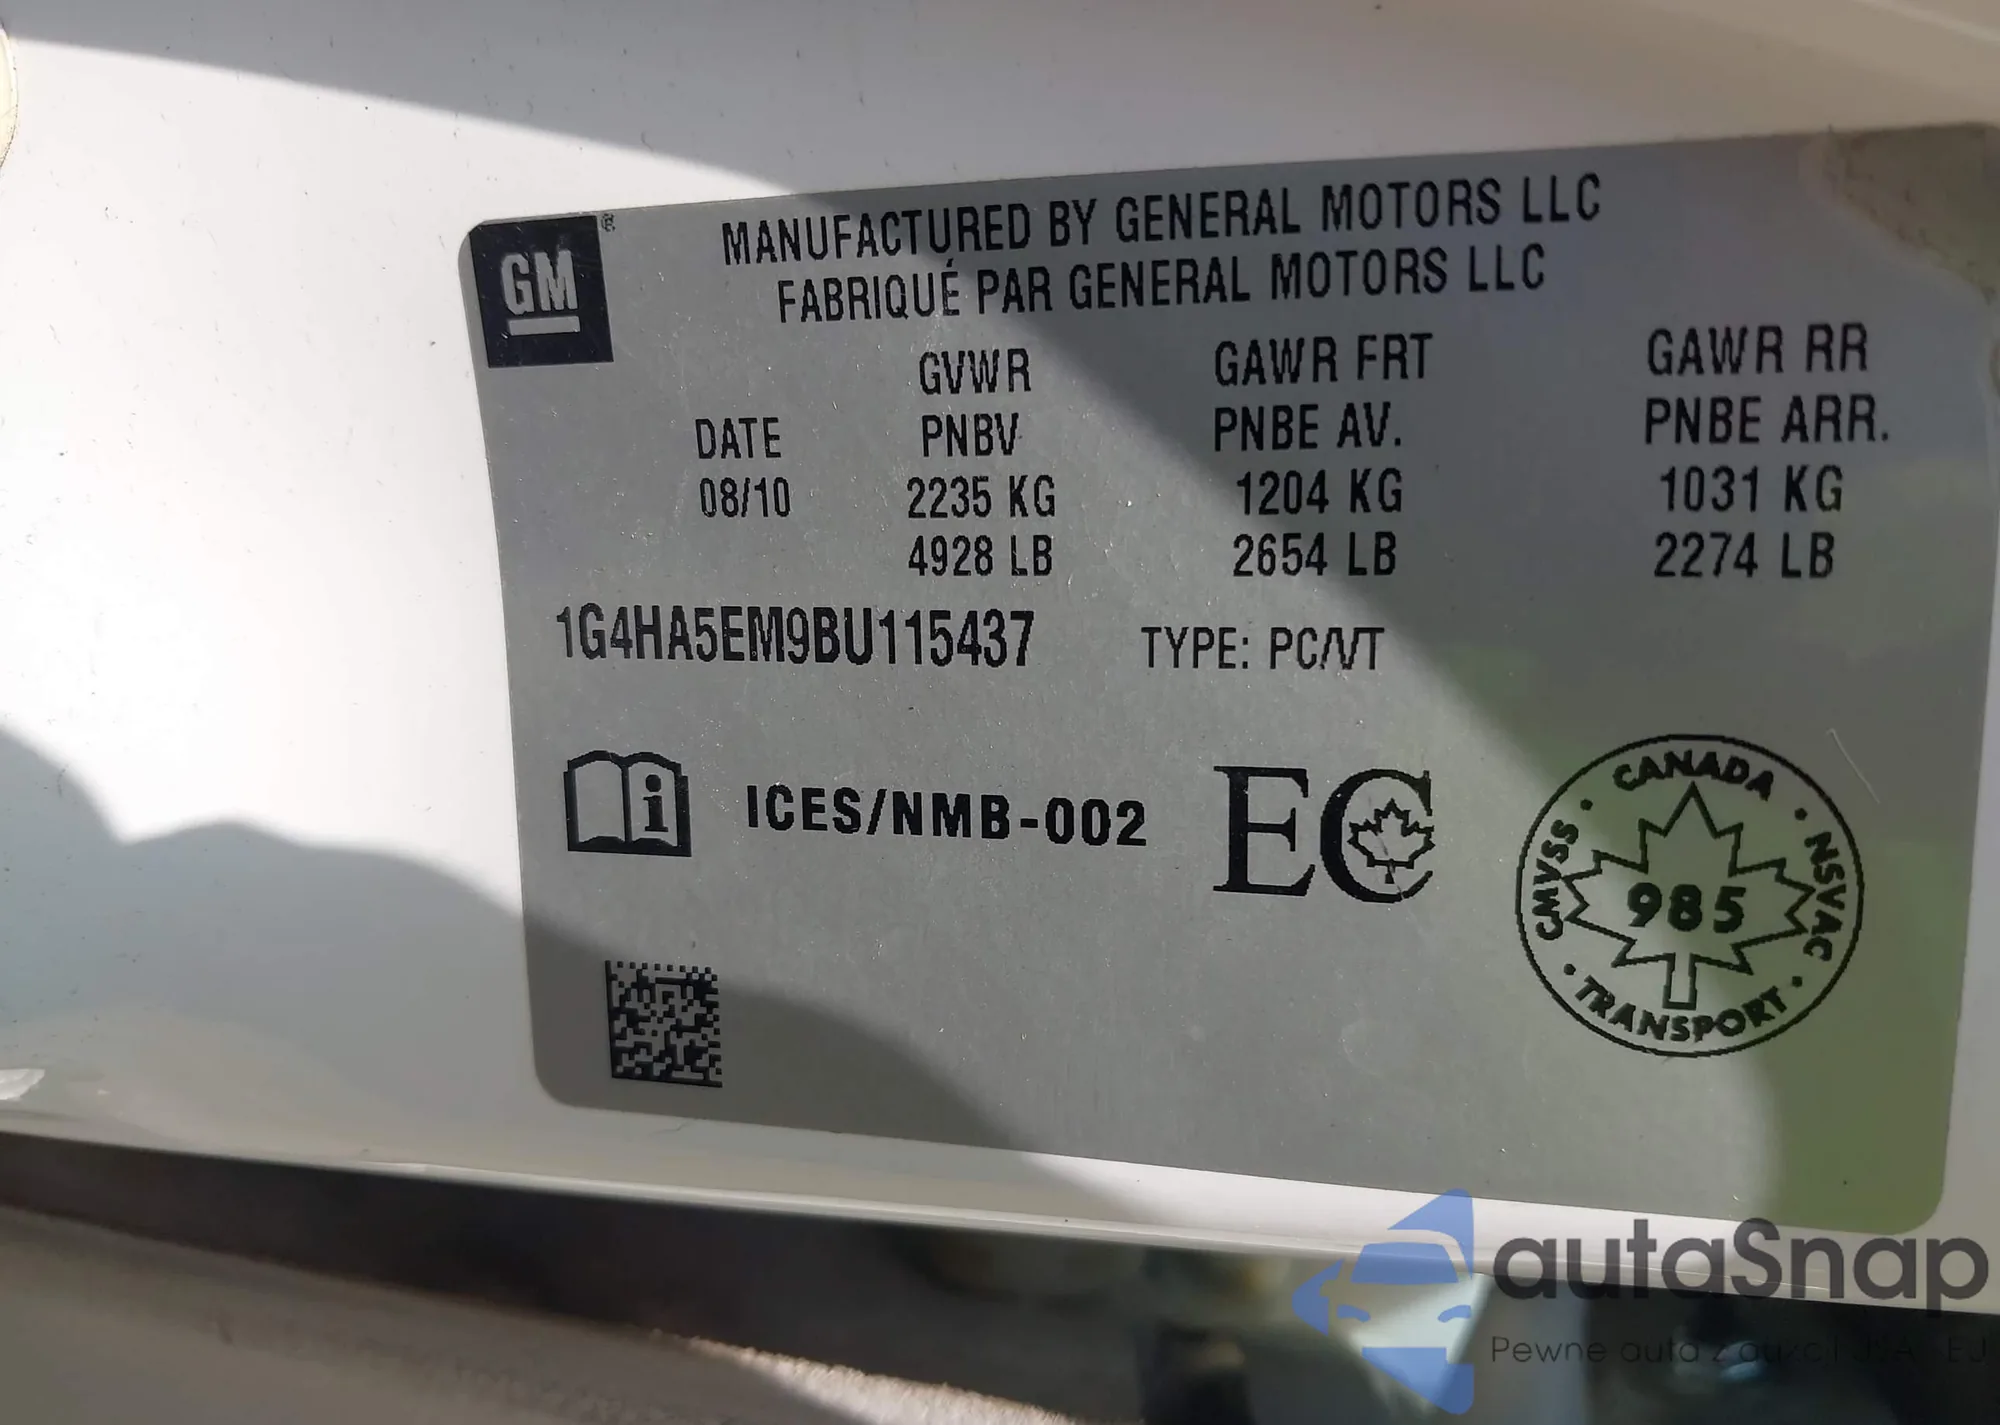 GM ®
MANUFACTURED BY GENERAL MOTORS LLC
FABRIQUÉ PAR GENERAL MOTORS LLC
GVWR GAWR FRT GAWR RR
DATE PNBV PNBE AV. PNBE ARR.
08/10 2235 KG 1204 KG 1031 KG
4928 LB 2654 LB 2274 LB
1G4HA5EM9BU115437 TYPE: PC/VT
i ICES/NMB-002 EC
CANADA · NSVAC · TRANSPORT · CMVSS ·
985
autaSnap
Pewne auta z